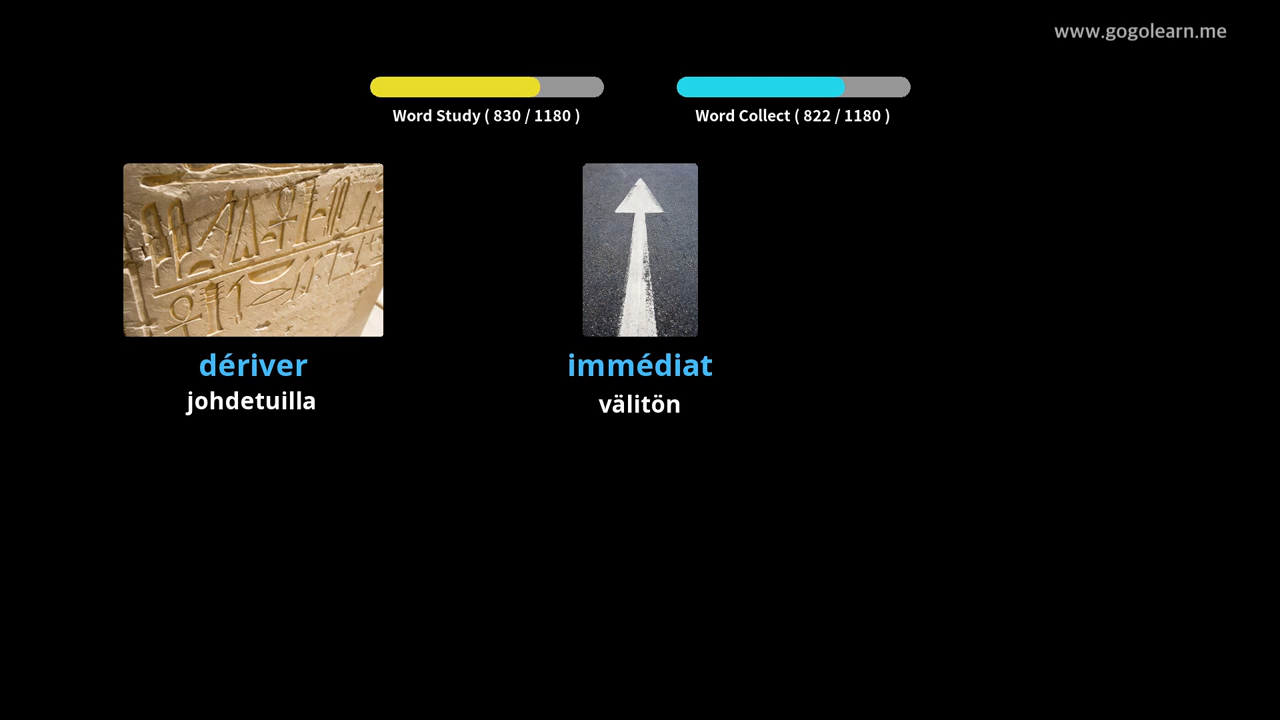 www.gogolearn.me
Word Study ( 830 / 1180 )
Word Collect ( 822 / 1180 )
dériver
johdetuilla
immédiat
välitön